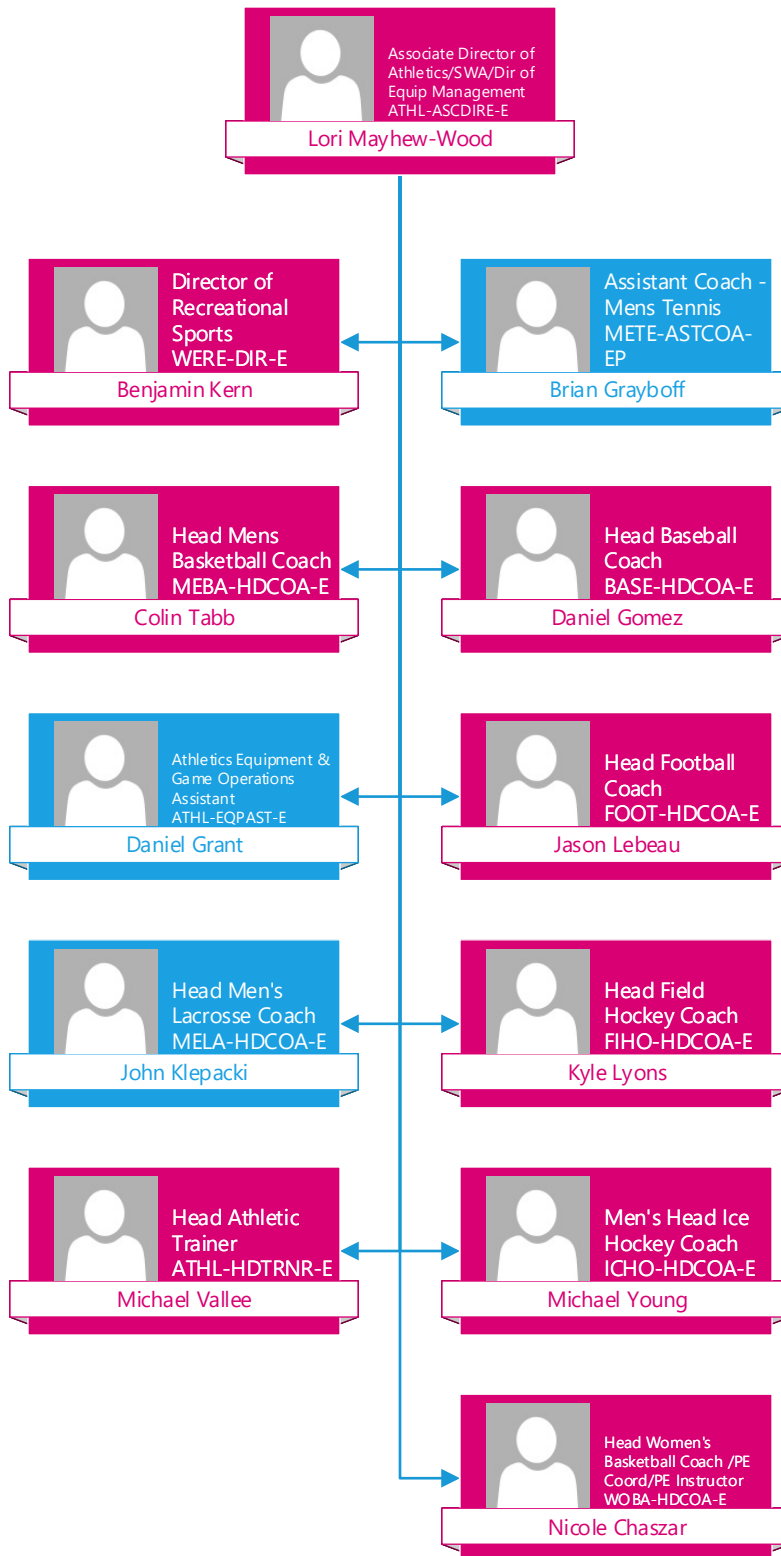 Associate Director of
Athletics/SWA/Dir of
Equip Management
ATHL-ASCDIRE-E
Lori Mayhew-Wood
Director of
Recreational
Sports
WERE-DIR-E
Benjamin Kern
Assistant Coach -
Mens Tennis
METE-ASTCOA-
EP
Brian Grayboff
Head Mens
Basketball Coach
MEBA-HDCOA-E
Colin Tabb
Head Baseball
Coach
BASE-HDCOA-E
Daniel Gomez
Athletics Equipment &
Game Operations
Assistant
ATHL-EQPAST-E
Daniel Grant
Head Football
Coach
FOOT-HDCOA-E
Jason Lebeau
Head Men's
Lacrosse Coach
MELA-HDCOA-E
John Klepacki
Head Field
Hockey Coach
FIHO-HDCOA-E
Kyle Lyons
Head Athletic
Trainer
ATHL-HDTRNR-E
Michael Vallee
Men's Head Ice
Hockey Coach
ICHO-HDCOA-E
Michael Young
Head Women's
Basketball Coach /PE
Coord/PE Instructor
WOBA-HDCOA-E
Nicole Chaszar